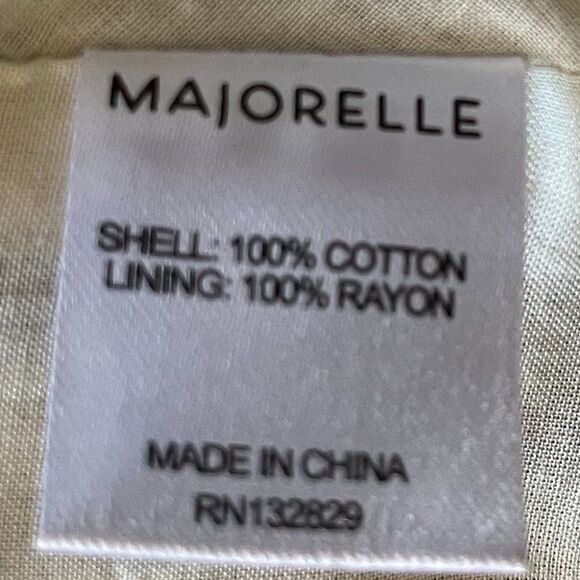 MAJORELLE
SHELL: 100% COTTON
LINING: 100% RAYON
MADE IN CHINA
RN132829